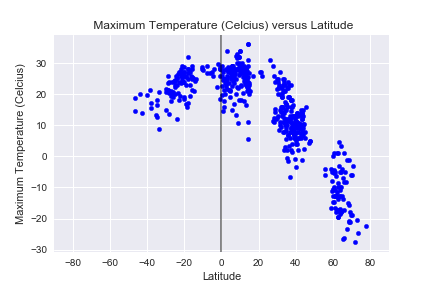 Maximum Temperature (Celcius) versus Latitude
Maximum Temperature (Celcius)
30
20
10
0
−10
−20
−30
−80 −60 −40 −20 0 20 40 60 80
Latitude